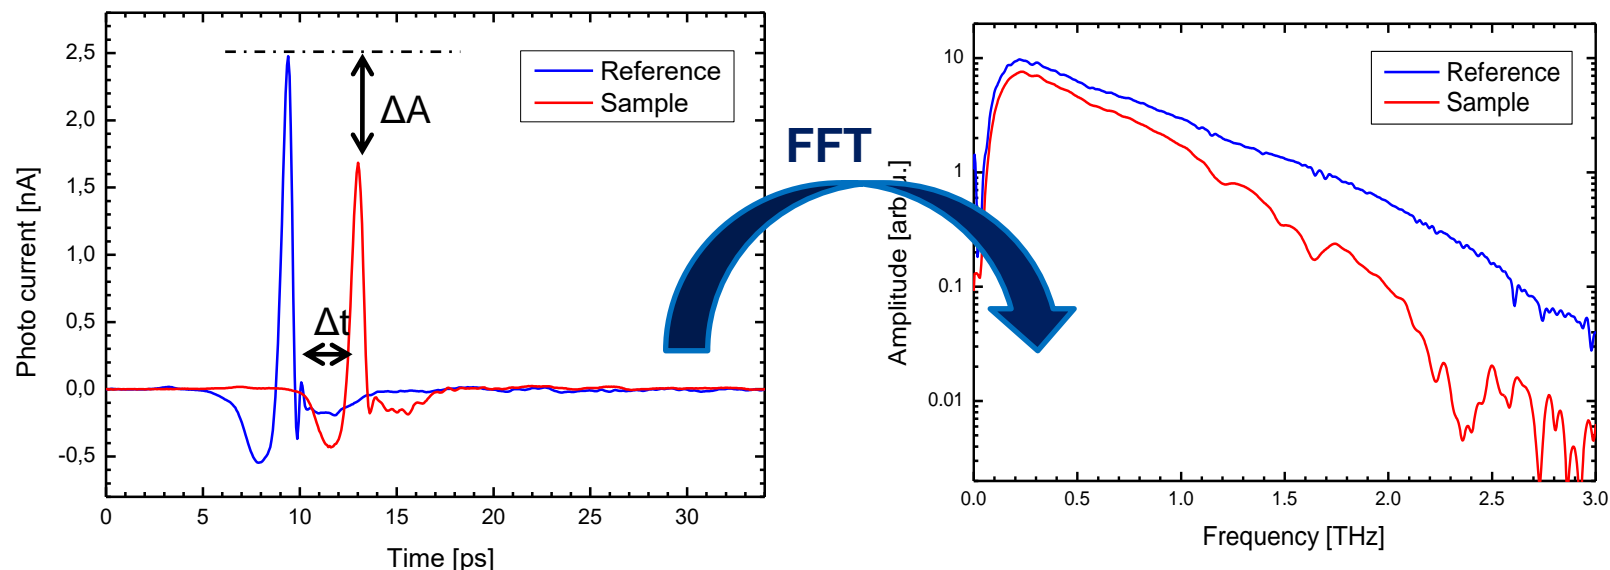 2,5
2,0
1,5
1,0
0,5
0,0
-0,5
0 5 10 15 20 25 30
Photo current [nA]
Time [ps]
Reference
Sample
ΔA
Δt
FFT
10
1
0.1
0.01
0.0 0.5 1.0 1.5 2.0 2.5 3.0
Amplitude [arb. u.]
Frequency [THz]
Reference
Sample